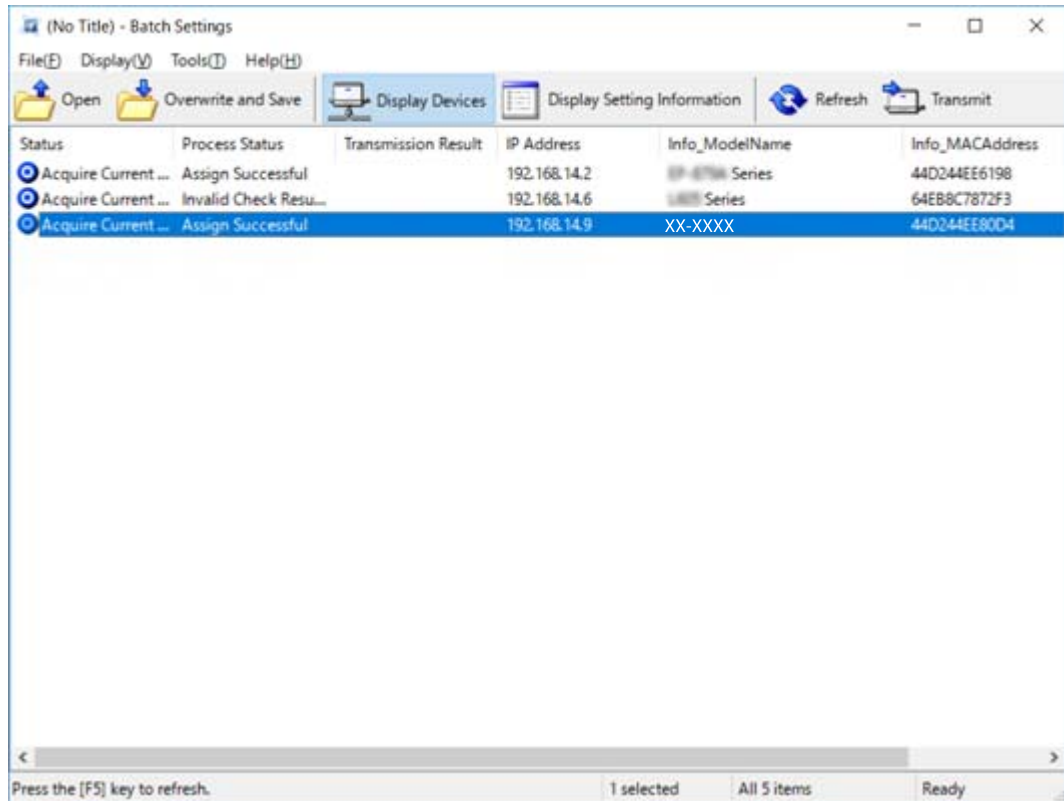 (No Title) - Batch Settings
File(F) Display(V) Tools(T) Help(H)
Open Overwrite and Save Display Devices Display Setting Information Refresh Transmit
Status Process Status Transmission Result IP Address Info_ModelName Info_MACAddress
Acquire Current ... Assign Successful 192.168.14.2 Series 44D244EE6198
Acquire Current ... Invalid Check Resu... 192.168.14.6 Series 64EB8C7872F3
Acquire Current ... Assign Successful 192.168.14.9 XX-XXXX 44D244EE80D4
Press the [F5] key to refresh. 1 selected All 5 items Ready